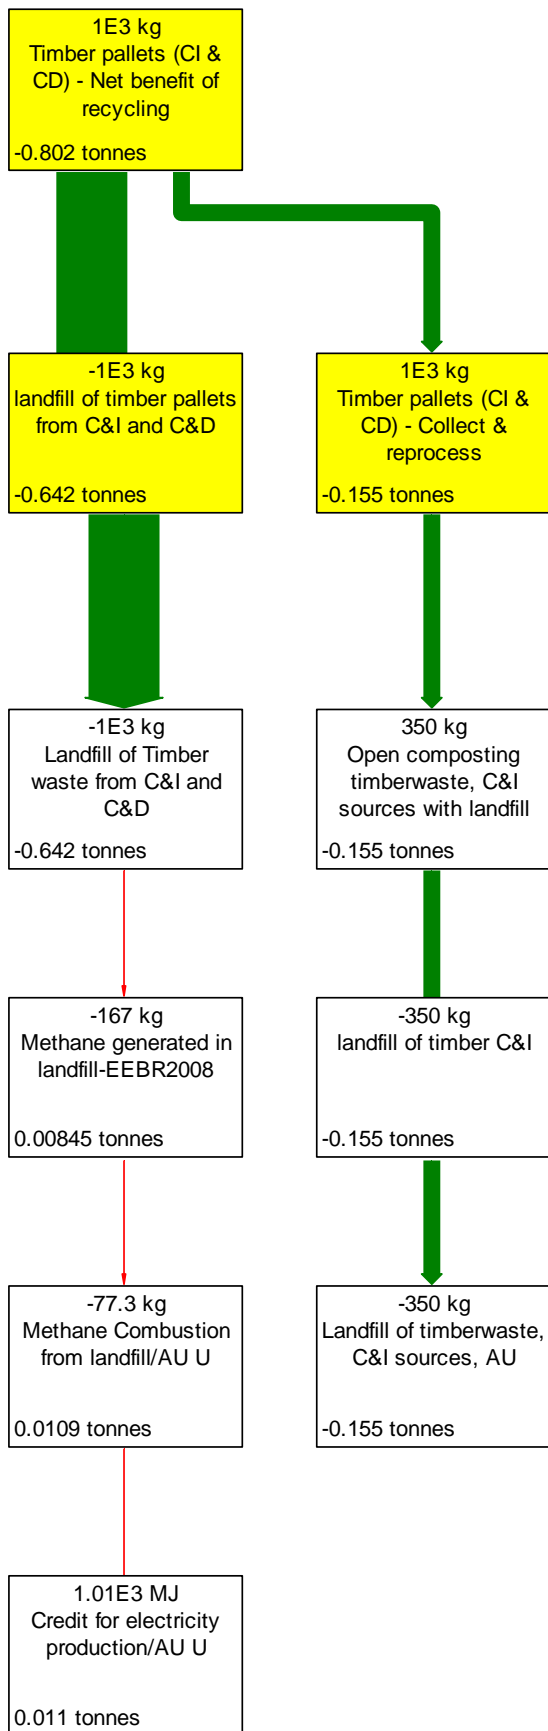 1E3 kg
Timber pallets (CI &
CD) - Net benefit of
recycling
-0.802 tonnes
-1E3 kg
landfill of timber pallets
from C&I and C&D
-0.642 tonnes
1E3 kg
Timber pallets (CI &
CD) - Collect &
reprocess
-0.155 tonnes
-1E3 kg
Landfill of Timber
waste from C&I and
C&D
-0.642 tonnes
350 kg
Open composting
timberwaste, C&I
sources with landfill
-0.155 tonnes
-167 kg
Methane generated in
landfill-EEBR2008
0.00845 tonnes
-350 kg
landfill of timber C&I
-0.155 tonnes
-77.3 kg
Methane Combustion
from landfill/AU U
0.0109 tonnes
-350 kg
Landfill of timberwaste,
C&I sources, AU
-0.155 tonnes
1.01E3 MJ
Credit for electricity
production/AU U
0.011 tonnes